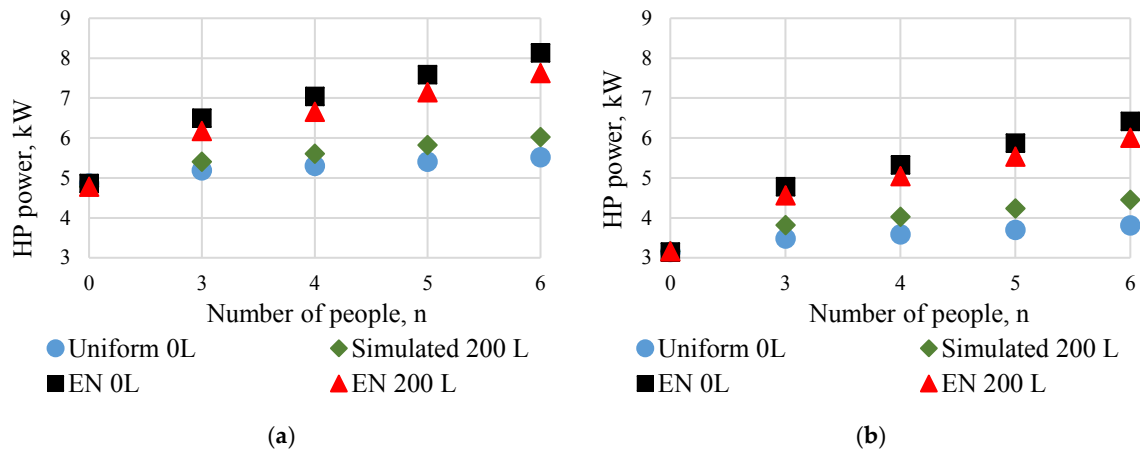 9
8
7
6
5
4
3
HP power, kW
0 3 4 5 6
Number of people, n
Uniform 0L Simulated 200 L
EN 0L EN 200 L
(a)
9
8
7
6
5
4
3
HP power, kW
0 3 4 5 6
Number of people, n
Uniform 0L Simulated 200 L
EN 0L EN 200 L
(b)